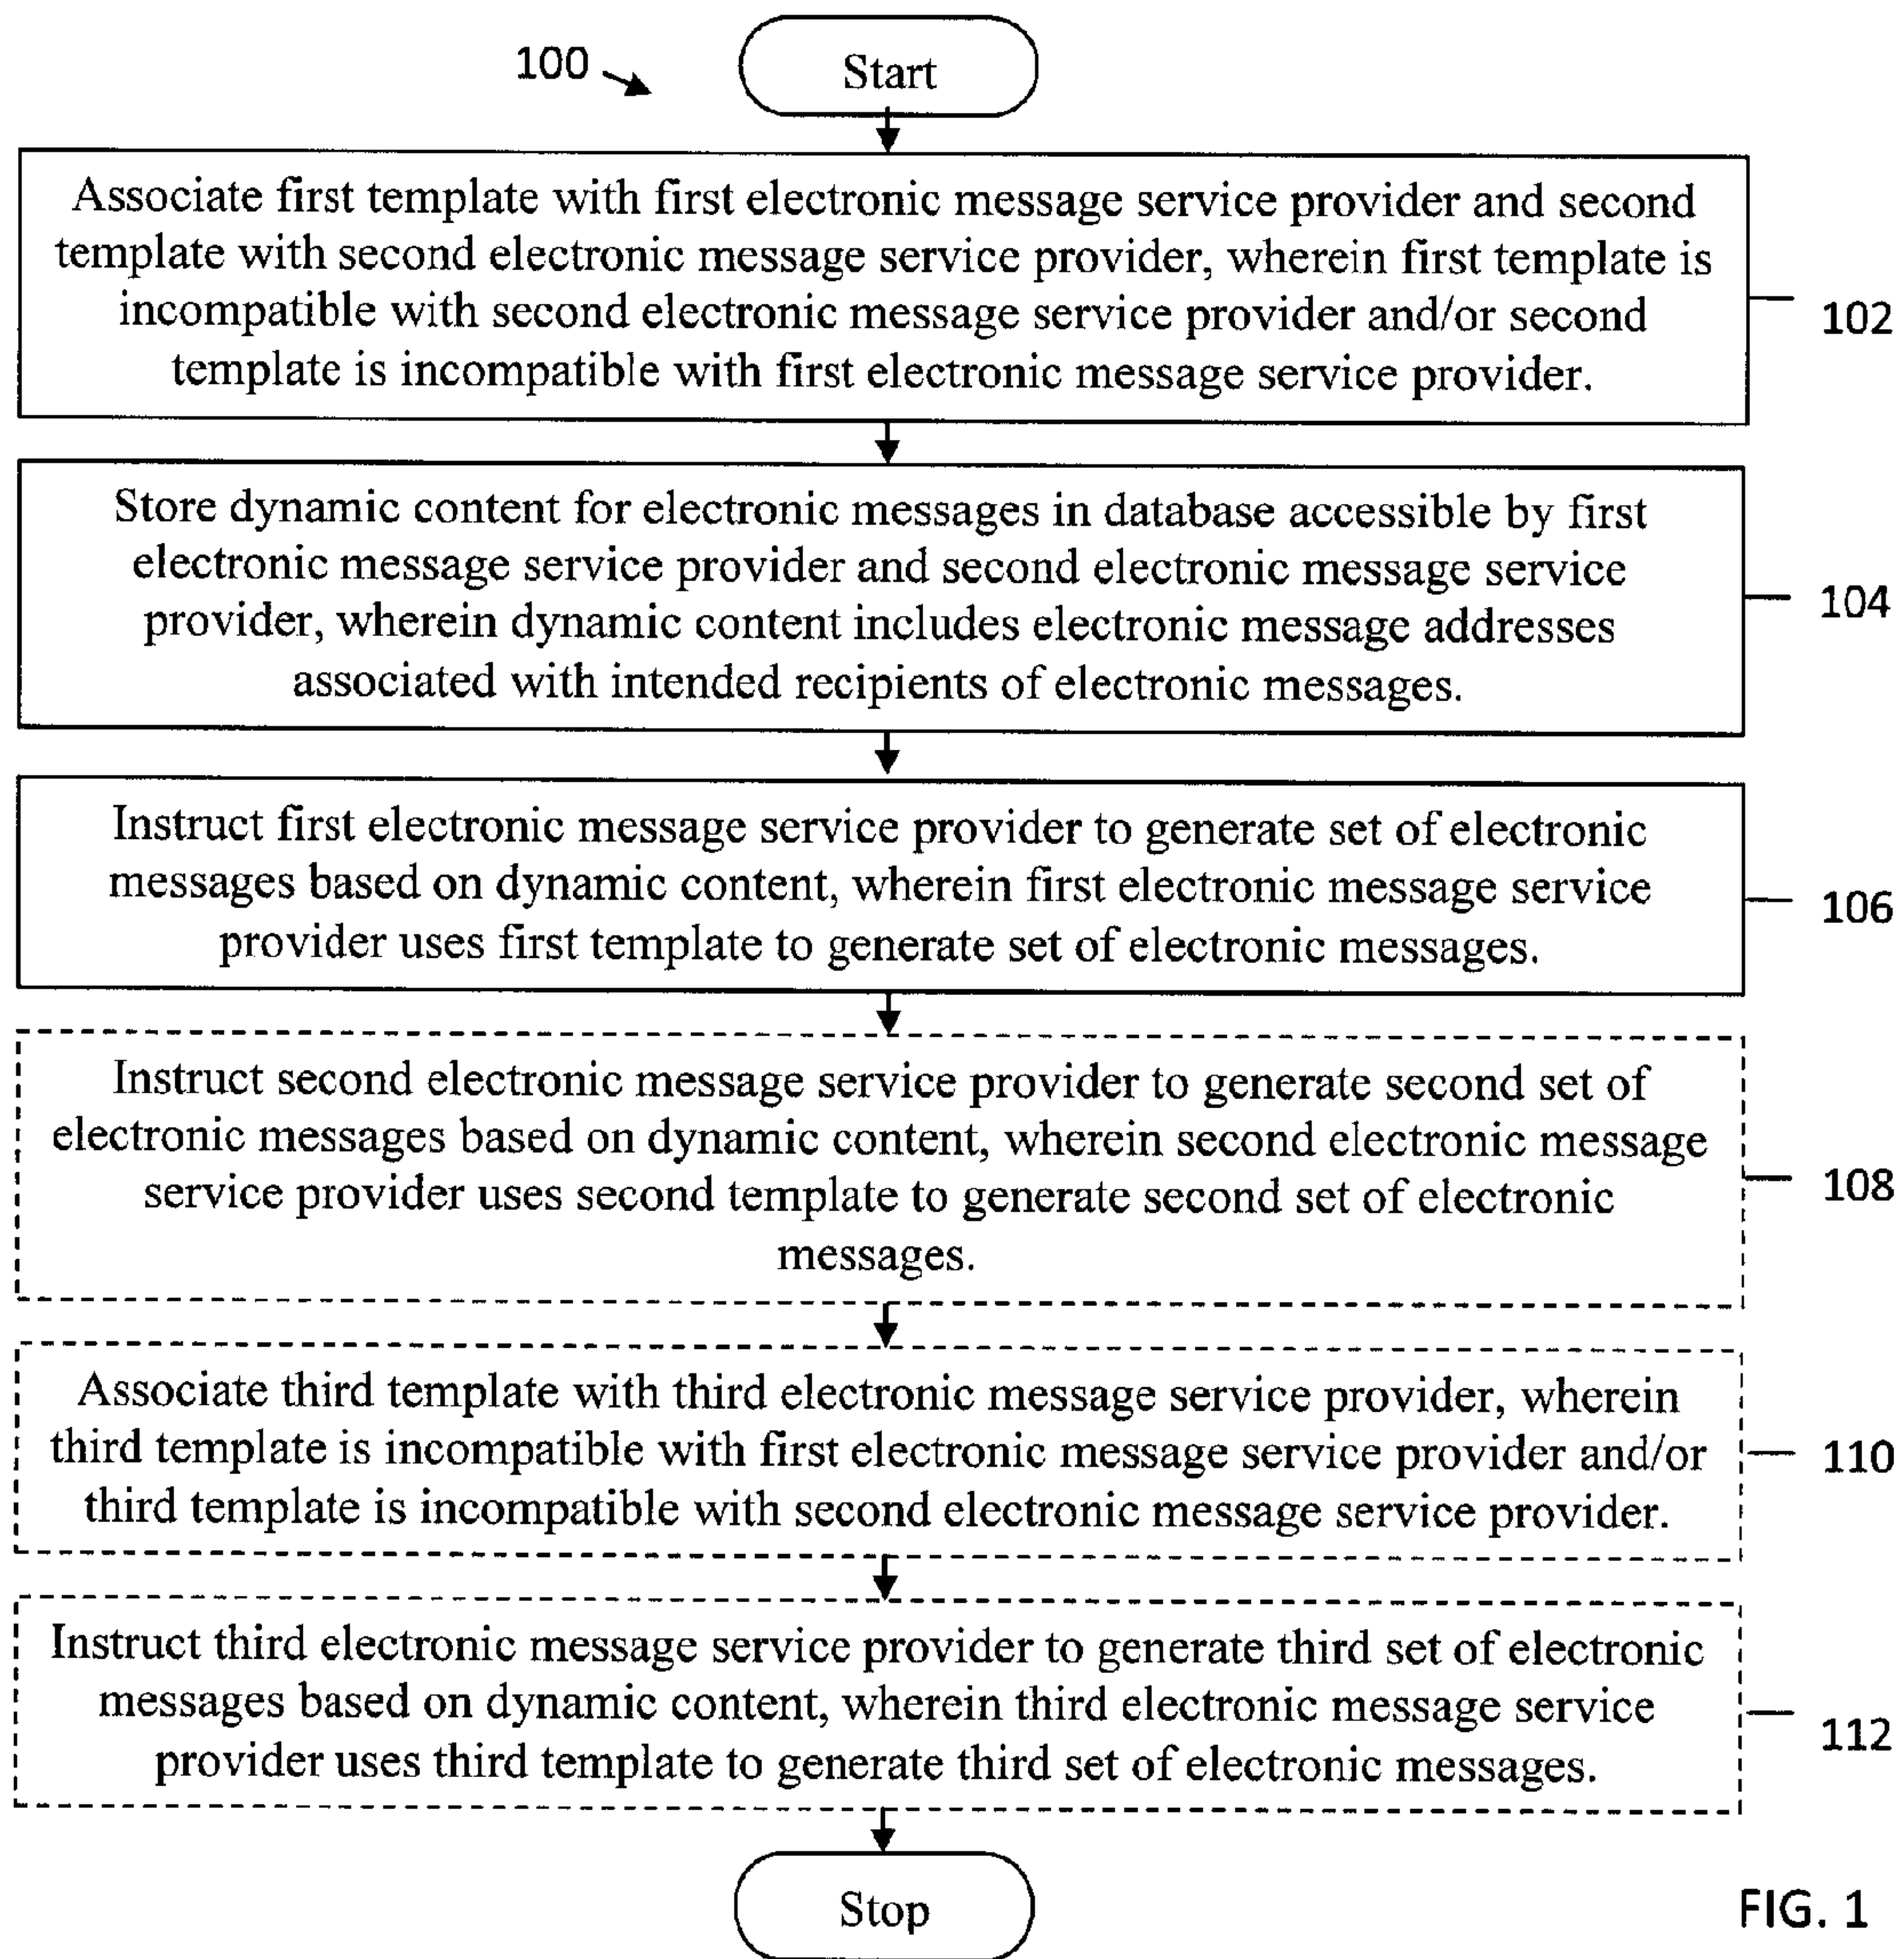 100
Start
Associate first template with first electronic message service provider and second
template with second electronic message service provider, wherein first template is
incompatible with second electronic message service provider and/or second
template is incompatible with first electronic message service provider.
102
Store dynamic content for electronic messages in database accessible by first
electronic message service provider and second electronic message service
provider, wherein dynamic content includes electronic message addresses
associated with intended recipients of electronic messages.
104
Instruct first electronic message service provider to generate set of electronic
messages based on dynamic content, wherein first electronic message service
provider uses first template to generate set of electronic messages.
106
Instruct second electronic message service provider to generate second set of
electronic messages based on dynamic content, wherein second electronic message
service provider uses second template to generate second set of electronic
messages.
108
Associate third template with third electronic message service provider, wherein
third template is incompatible with first electronic message service provider and/or
third template is incompatible with second electronic message service provider.
110
Instruct third electronic message service provider to generate third set of electronic
messages based on dynamic content, wherein third electronic message service
provider uses third template to generate third set of electronic messages.
112
Stop
FIG. 1